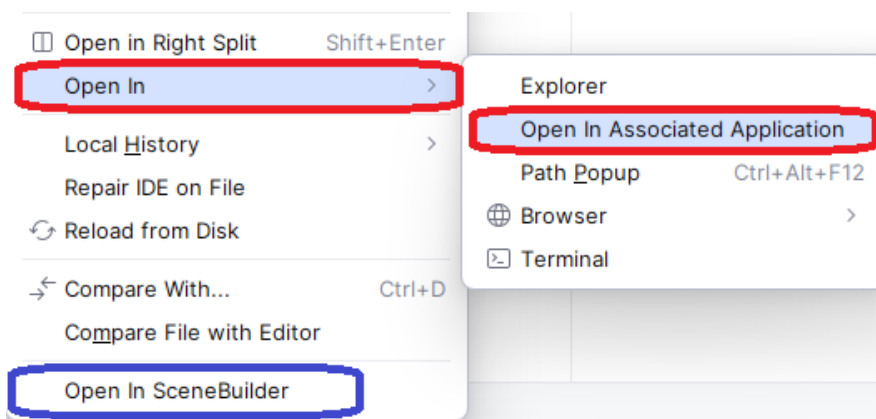 Open in Right Split Shift+Enter
Open In
Local History
Repair IDE on File
Reload from Disk
Compare With... Ctrl+D
Compare File with Editor
Open In SceneBuilder
Explorer
Open In Associated Application
Path Popup Ctrl+Alt+F12
Browser
Terminal